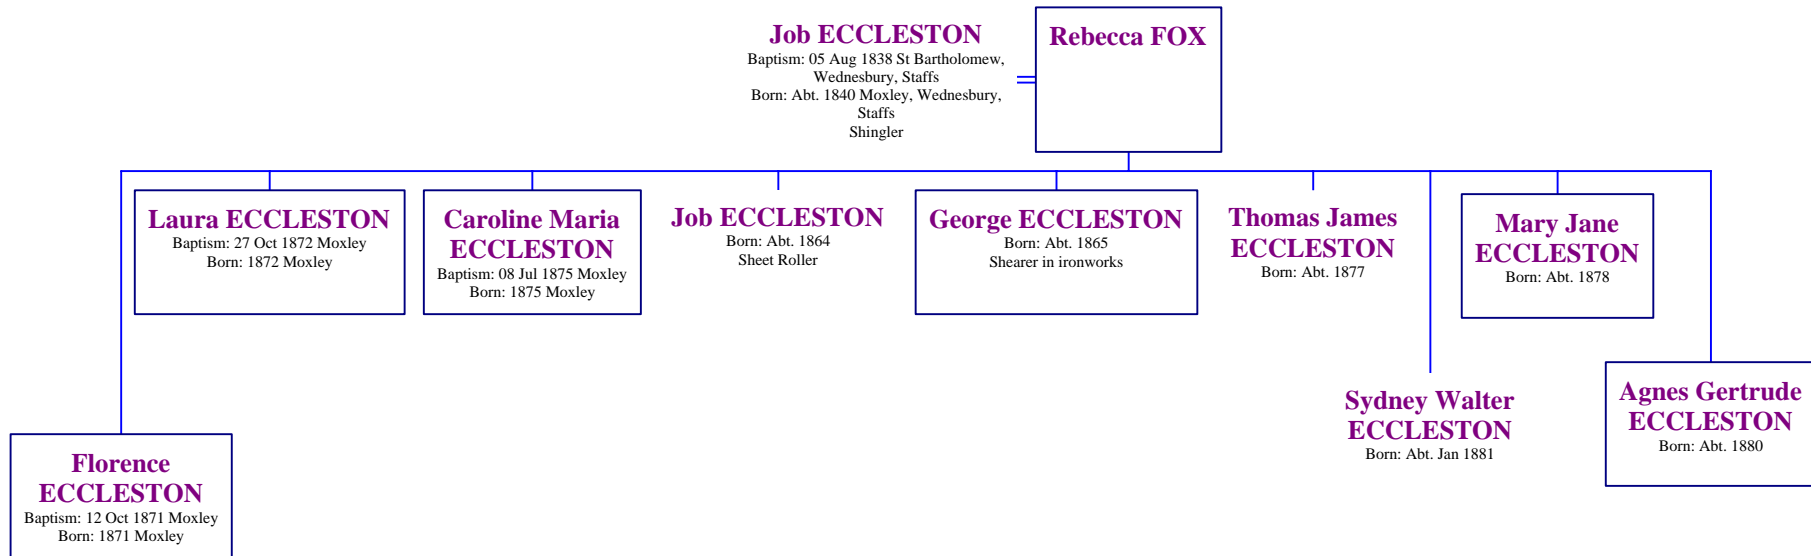 Job ECCLESTON
Baptism: 05 Aug 1838 St Bartholomew,
Wednesbury, Staffs
Born: Abt. 1840 Moxley, Wednesbury,
Staffs
Shingler
Rebecca FOX
Laura ECCLESTON
Baptism: 27 Oct 1872 Moxley
Born: 1872 Moxley
Caroline Maria
ECCLESTON
Baptism: 08 Jul 1875 Moxley
Born: 1875 Moxley
Job ECCLESTON
Born: Abt. 1864
Sheet Roller
George ECCLESTON
Born: Abt. 1865
Shearer in ironworks
Thomas James
ECCLESTON
Born: Abt. 1877
Mary Jane
ECCLESTON
Born: Abt. 1878
Sydney Walter
ECCLESTON
Born: Abt. Jan 1881
Agnes Gertrude
ECCLESTON
Born: Abt. 1880
Florence
ECCLESTON
Baptism: 12 Oct 1871 Moxley
Born: 1871 Moxley